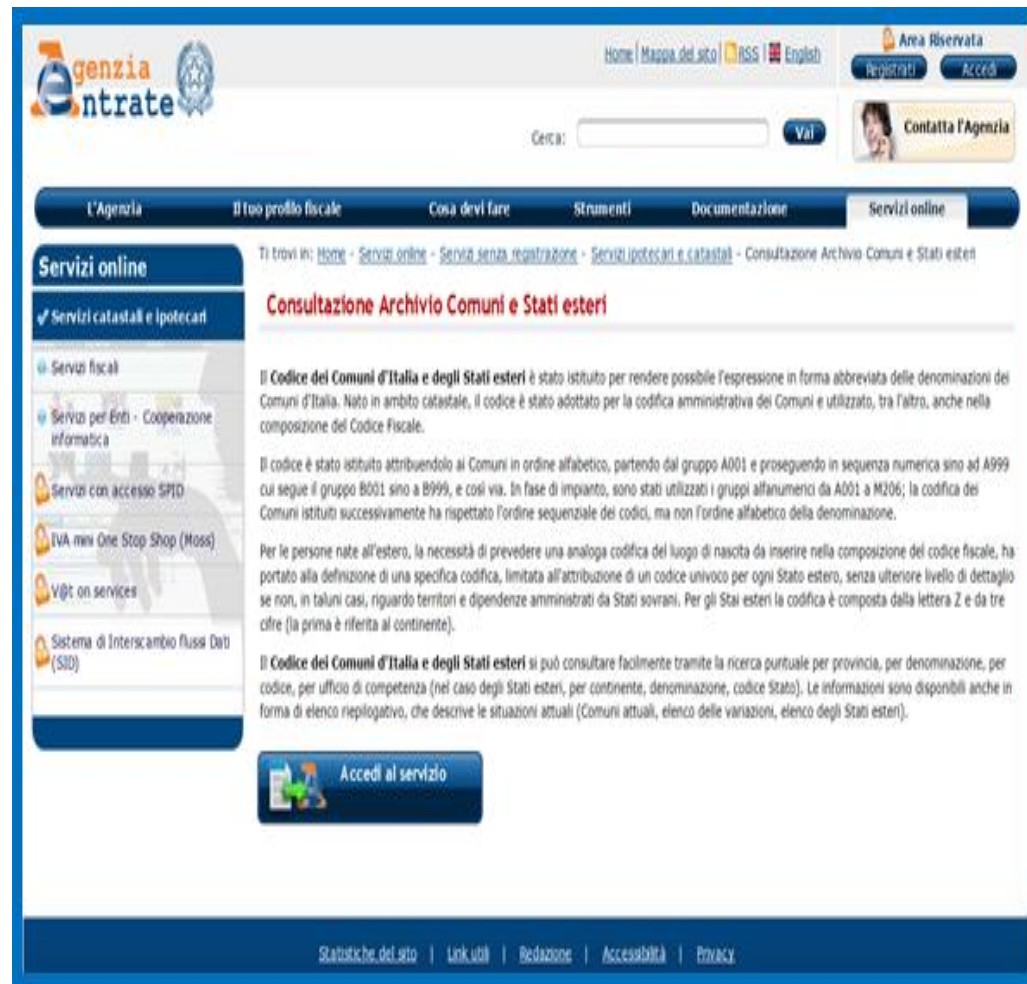 Agenzia
Entrate
Home | Mappa del sito | RSS | English
Area Riservata
Registrati Accedi
Cerca: Vai
Contatta l'Agenzia
L'Agenzia Il tuo profilo fiscale Cosa devi fare Strumenti Documentazione Servizi online
Servizi online
Servizi catastali e ipotecari
Servizi fiscali
Servizi per Enti - Cooperazione
informatica
Servizi con accesso SPID
IVA mini One Stop Shop (Moss)
V@t on services
Sistema di Interscambio flussi Dati
(SID)
Ti trovi in: Home - Servizi online - Servizi senza registrazione - Servizi ipotecari e catastali - Consultazione Archivio Comuni e Stati esteri
Consultazione Archivio Comuni e Stati esteri
Il Codice dei Comuni d'Italia e degli Stati esteri è stato istituito per rendere possibile l'espressione in forma abbreviata delle denominazioni dei
Comuni d'Italia. Nato in ambito catastale, il codice è stato adottato per la codifica amministrativa dei Comuni e utilizzato, tra l'altro, anche nella
composizione del Codice Fiscale.
Il codice è stato istituito attribuendolo ai Comuni in ordine alfabetico, partendo dal gruppo A001 e proseguendo in sequenza numerica sino ad A999
cui segue il gruppo B001 sino a B999, e così via. In fase di impianto, sono stati utilizzati i gruppi alfanumerici da A001 a M206; la codifica dei
Comuni istituiti successivamente ha rispettato l'ordine sequenziale dei codici, ma non l'ordine alfabetico della denominazione.
Per le persone nate all'estero, la necessità di prevedere una analoga codifica del luogo di nascita da inserire nella composizione del codice fiscale, ha
portato alla definizione di una specifica codifica, limitata all'attribuzione di un codice univoco per ogni Stato estero, senza ulteriore livello di dettaglio
se non, in taluni casi, riguardo territori e dipendenze amministrati da Stati sovrani. Per gli Stai esteri la codifica è composta dalla lettera Z e da tre
cifre (la prima è riferita al continente).
Il Codice dei Comuni d'Italia e degli Stati esteri si può consultare facilmente tramite la ricerca puntuale per provincia, per denominazione, per
codice, per ufficio di competenza (nel caso degli Stati esteri, per continente, denominazione, codice Stato). Le informazioni sono disponibili anche in
forma di elenco riepilogativo, che descrive le situazioni attuali (Comuni attuali, elenco delle variazioni, elenco degli Stati esteri).
Accedi al servizio
Statistiche del sito | Link utili | Redazione | Accessibilità | Privacy